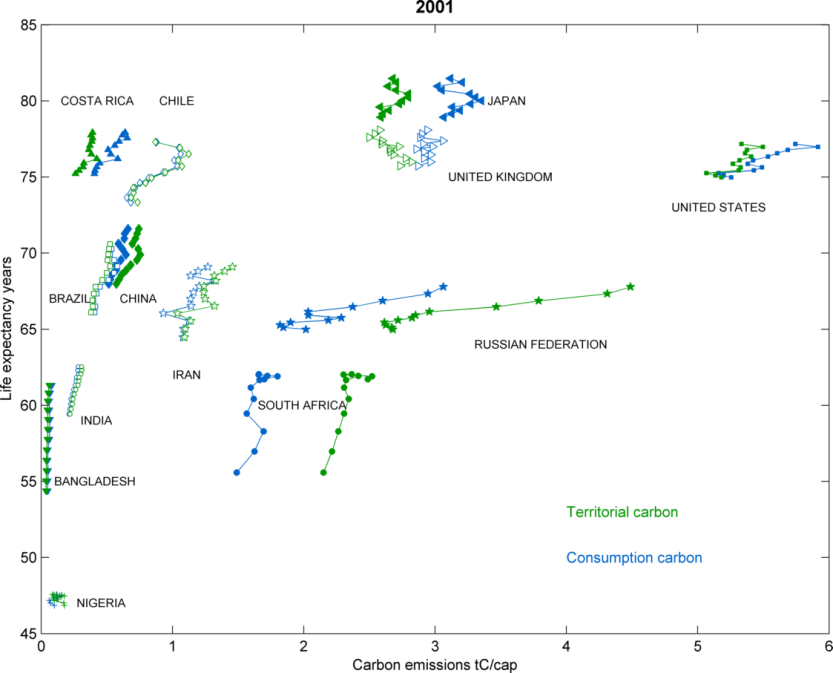 2001
85
80
75
70
65
60
55
50
45
Life expectancy years
COSTA RICA
CHILE
JAPAN
UNITED KINGDOM
UNITED STATES
BRAZIL
CHINA
IRAN
RUSSIAN FEDERATION
SOUTH AFRICA
INDIA
BANGLADESH
Territorial carbon
Consumption carbon
NIGERIA
0 1 2 3 4 5 6
Carbon emissions tC/cap